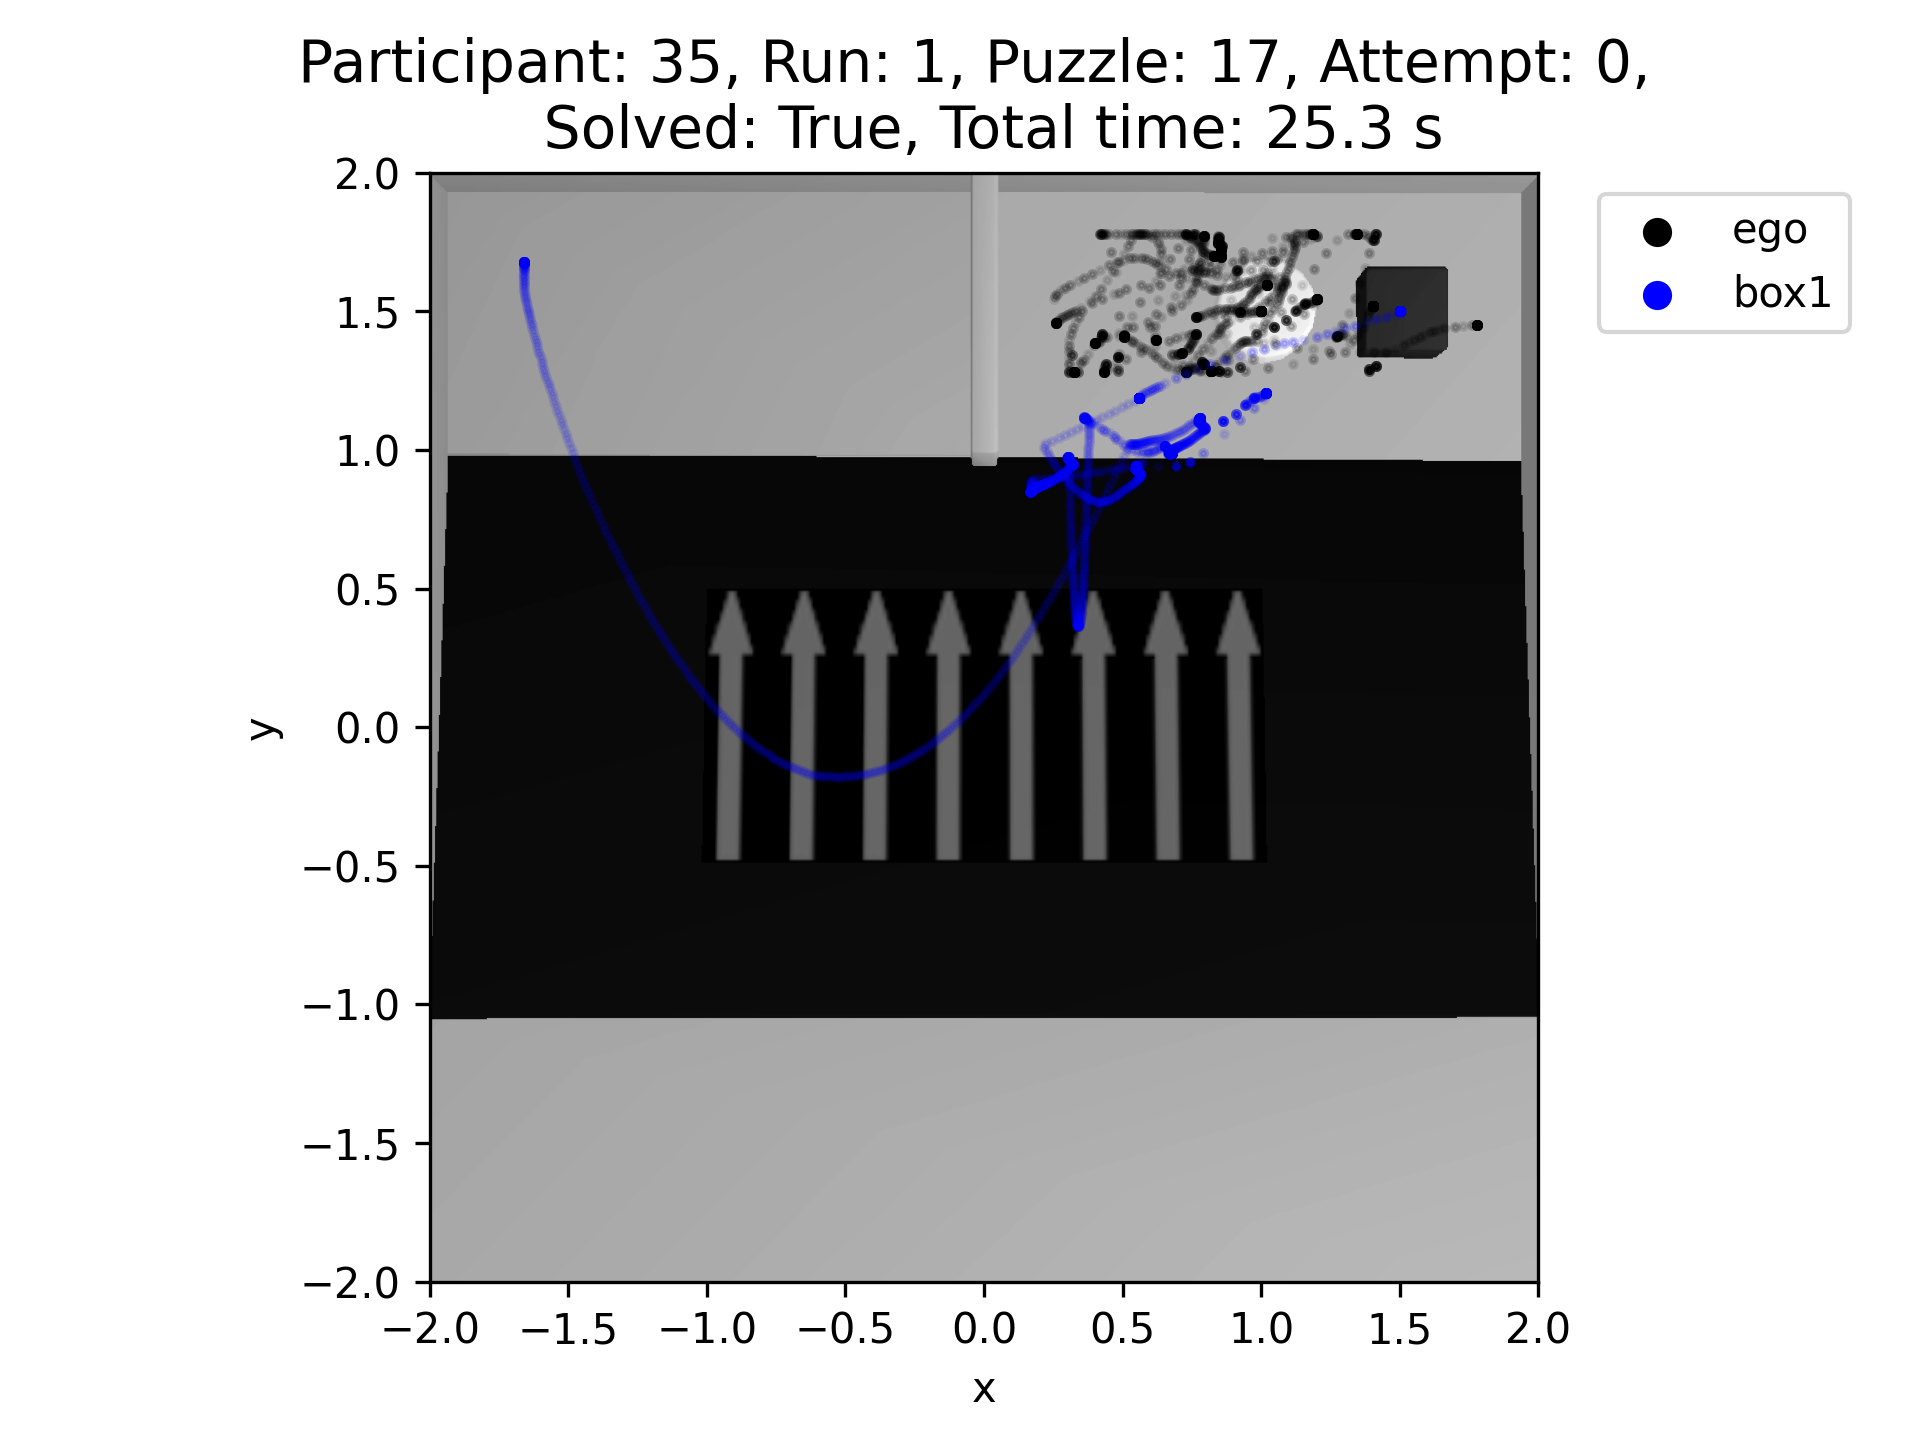 Participant: 35, Run: 1, Puzzle: 17, Attempt: 0,
Solved: True, Total time: 25.3 s
ego
box1
2.0
1.5
1.0
0.5
0.0
−0.5
−1.0
−1.5
−2.0
y
−2.0 −1.5 −1.0 −0.5 0.0 0.5 1.0 1.5 2.0
x